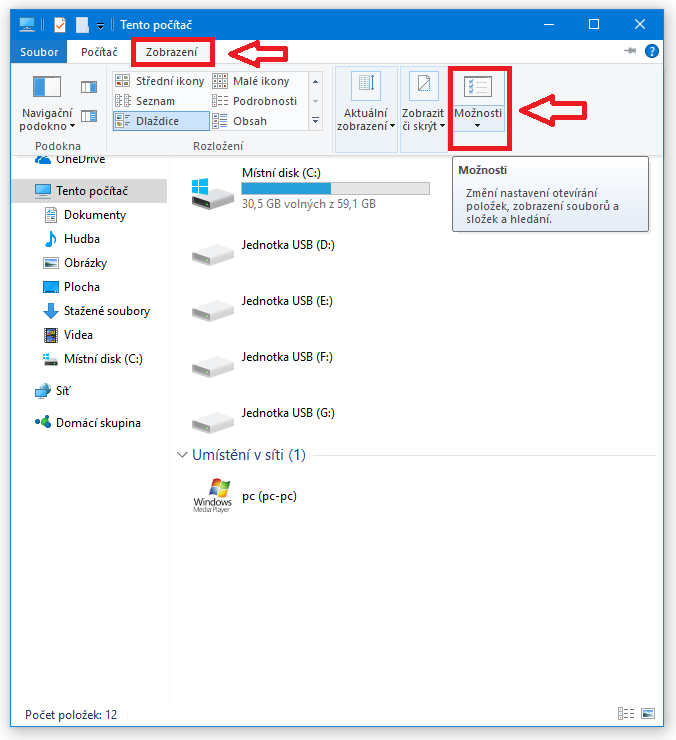 Tento počítač
Soubor Počítač Zobrazení
Navigační podokno
Podokna
Střední ikony Malé ikony
Seznam Podrobnosti
Dlaždice Obsah
Rozložení
Aktuální zobrazení
Zobrazit či skrýt
Možnosti
Možnosti
Změní nastavení otevírání
položek, zobrazení souborů a
složek a hledání.
OneDrive
Tento počítač
Dokumenty
Hudba
Obrázky
Plocha
Stažené soubory
Videa
Místní disk (C:)
Síť
Domácí skupina
Místní disk (C:)
30,5 GB volných z 59,1 GB
Jednotka USB (D:)
Jednotka USB (E:)
Jednotka USB (F:)
Jednotka USB (G:)
Umístění v síti (1)
Windows
Media Player
pc (pc-pc)
Počet položek: 12